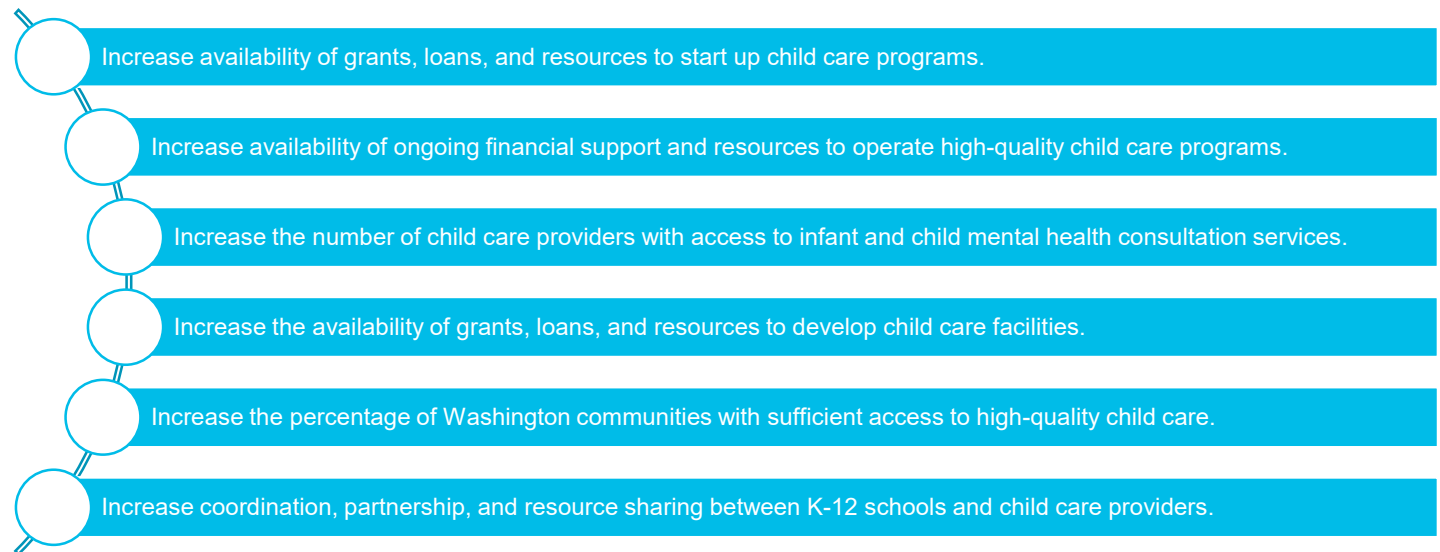 Increase availability of grants, loans, and resources to start up child care programs.
Increase availability of ongoing financial support and resources to operate high-quality child care programs.
Increase the number of child care providers with access to infant and child mental health consultation services.
Increase the availability of grants, loans, and resources to develop child care facilities.
Increase the percentage of Washington communities with sufficient access to high-quality child care.
Increase coordination, partnership, and resource sharing between K-12 schools and child care providers.